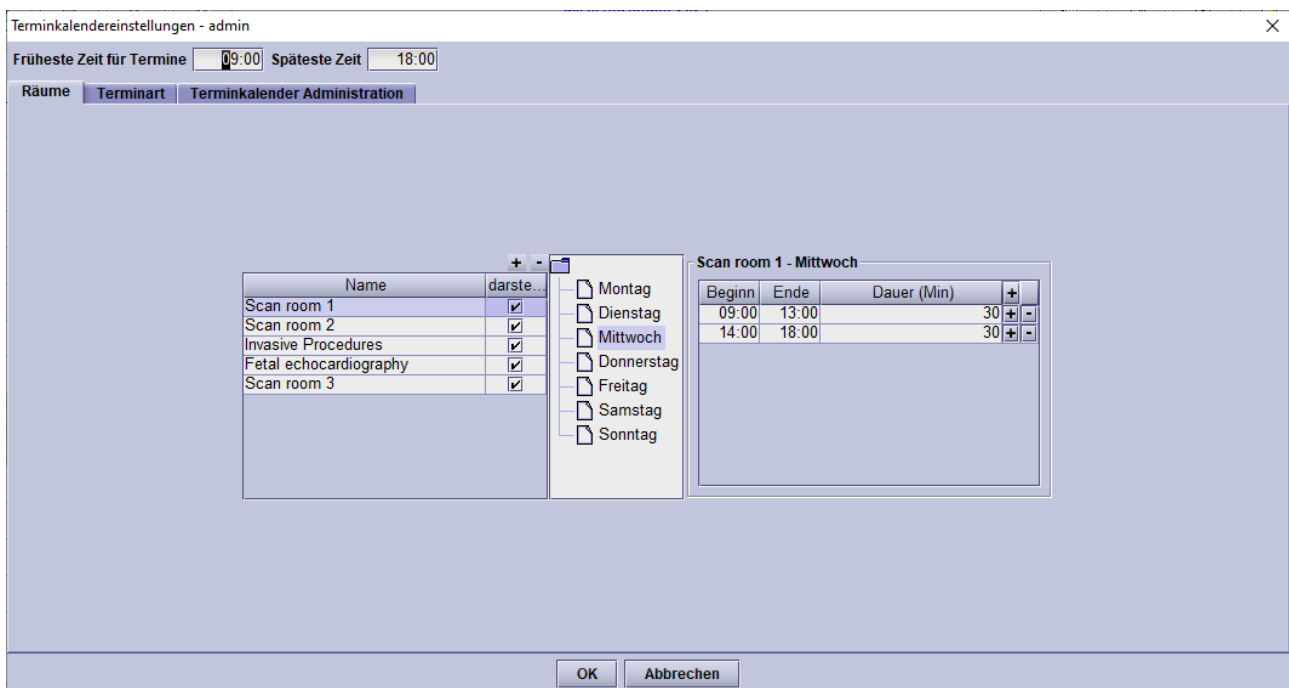 Terminkalendereinstellungen - admin
Früheste Zeit für Termine 09:00 Späteste Zeit 18:00
Räume Terminart Terminkalender Administration
+ -
Name darste...
Scan room 1
Scan room 2
Invasive Procedures
Fetal echocardiography
Scan room 3
Montag
Dienstag
Mittwoch
Donnerstag
Freitag
Samstag
Sonntag
Scan room 1 - Mittwoch
Beginn Ende Dauer (Min) +
09:00 13:00 30 + -
14:00 18:00 30 + -
OK Abbrechen